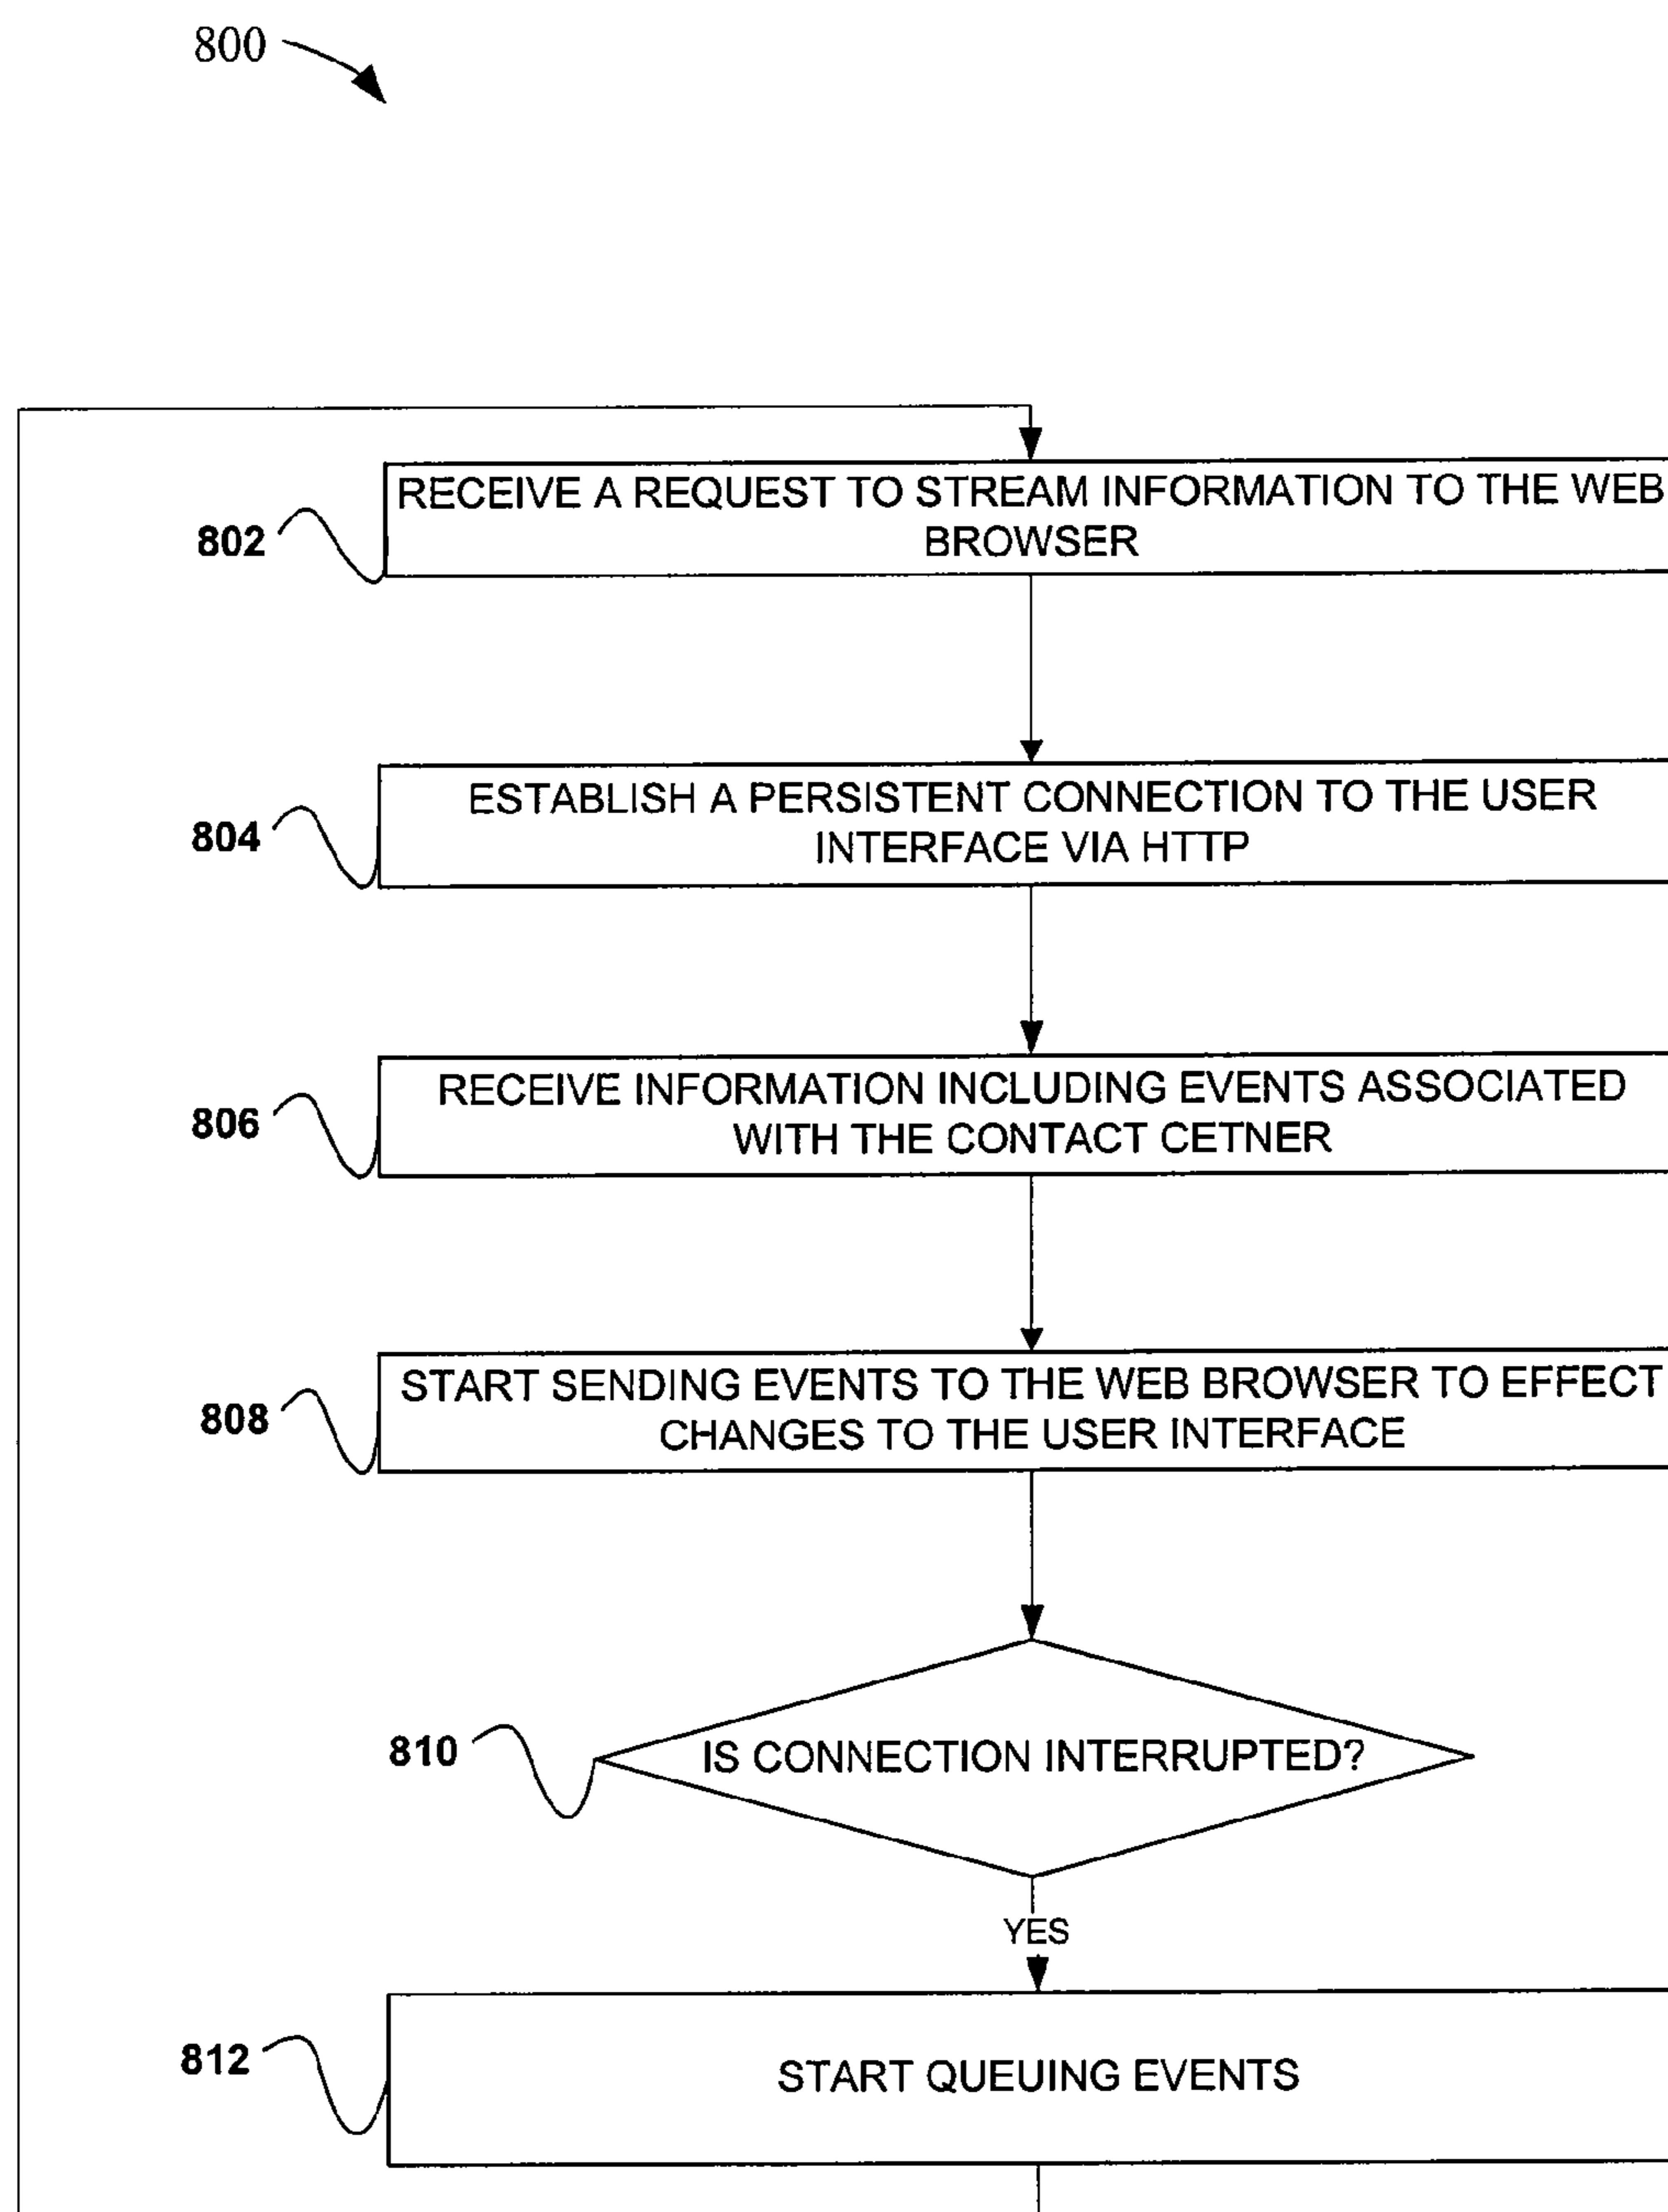 800
RECEIVE A REQUEST TO STREAM INFORMATION TO THE WEB
BROWSER
802
ESTABLISH A PERSISTENT CONNECTION TO THE USER
INTERFACE VIA HTTP
804
RECEIVE INFORMATION INCLUDING EVENTS ASSOCIATED
WITH THE CONTACT CETNER
806
START SENDING EVENTS TO THE WEB BROWSER TO EFFECT
CHANGES TO THE USER INTERFACE
808
IS CONNECTION INTERRUPTED?
810
YES
START QUEUING EVENTS
812